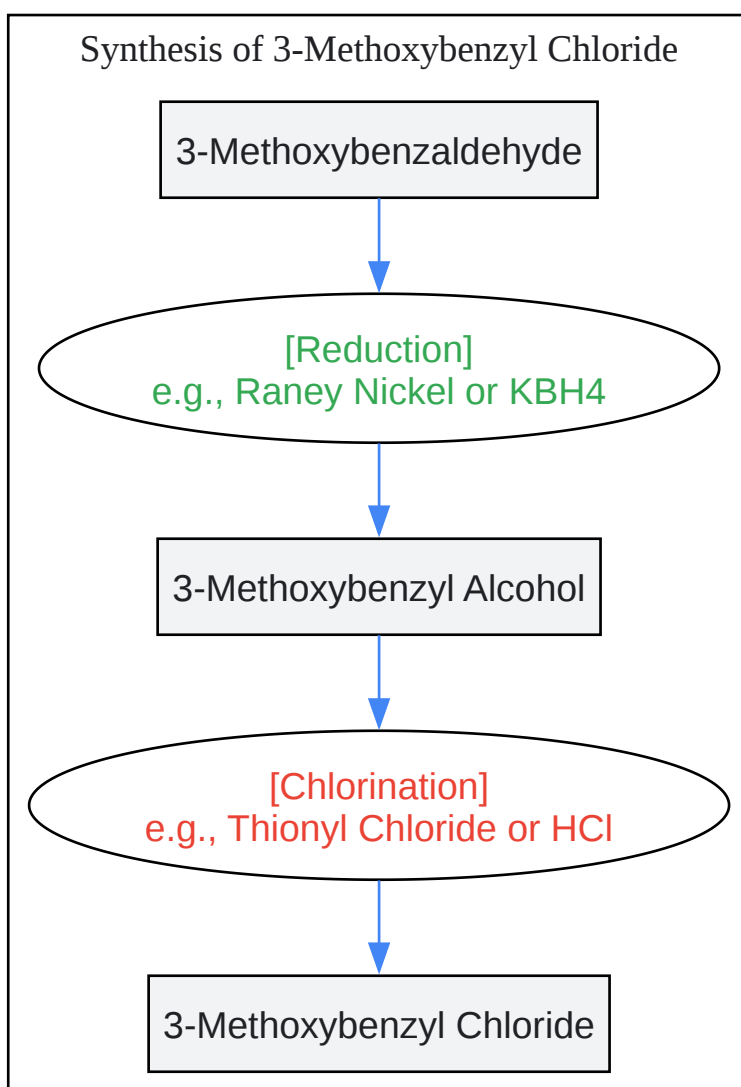 Synthesis of 3-Methoxybenzyl Chloride
3-Methoxybenzaldehyde
[Reduction]
e.g., Raney Nickel or KBH4
3-Methoxybenzyl Alcohol
[Chlorination]
e.g., Thionyl Chloride or HCl
3-Methoxybenzyl Chloride